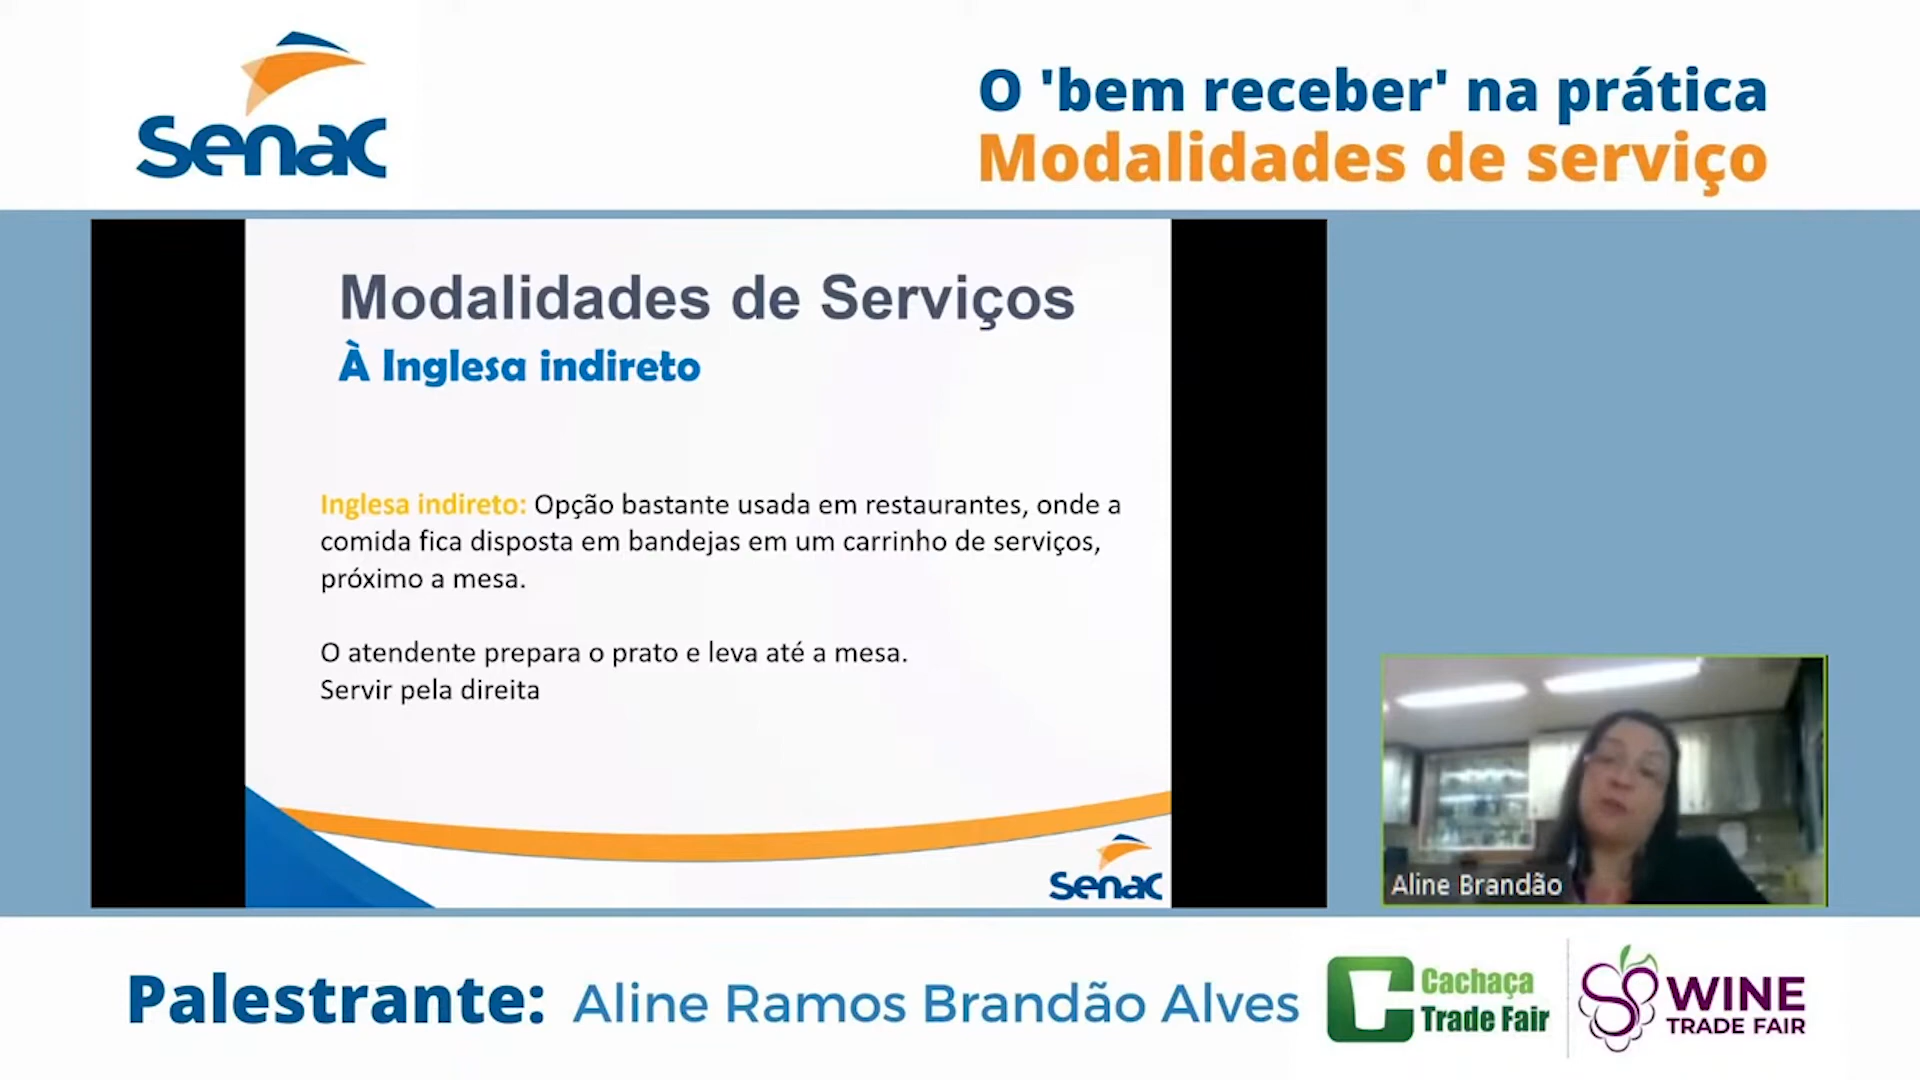 Senac
O 'bem receber' na prática
Modalidades de serviço
Modalidades de Serviços
À Inglesa indireto
Inglesa indireto: Opção bastante usada em restaurantes, onde a
comida fica disposta em bandejas em um carrinho de serviços,
próximo a mesa.
O atendente prepara o prato e leva até a mesa.
Servir pela direita
Senac
Aline Brandão
Palestrante: Aline Ramos Brandão Alves
Cachaça
Trade Fair
WINE
TRADE FAIR